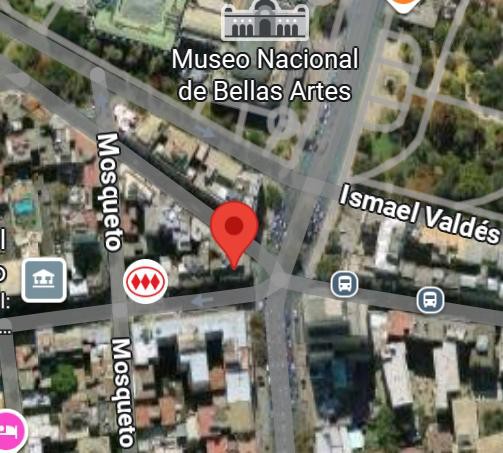 Museo Nacional
de Bellas Artes
Mosqueto
Ismael Valdés
l
o
l:
...
Mosqueto